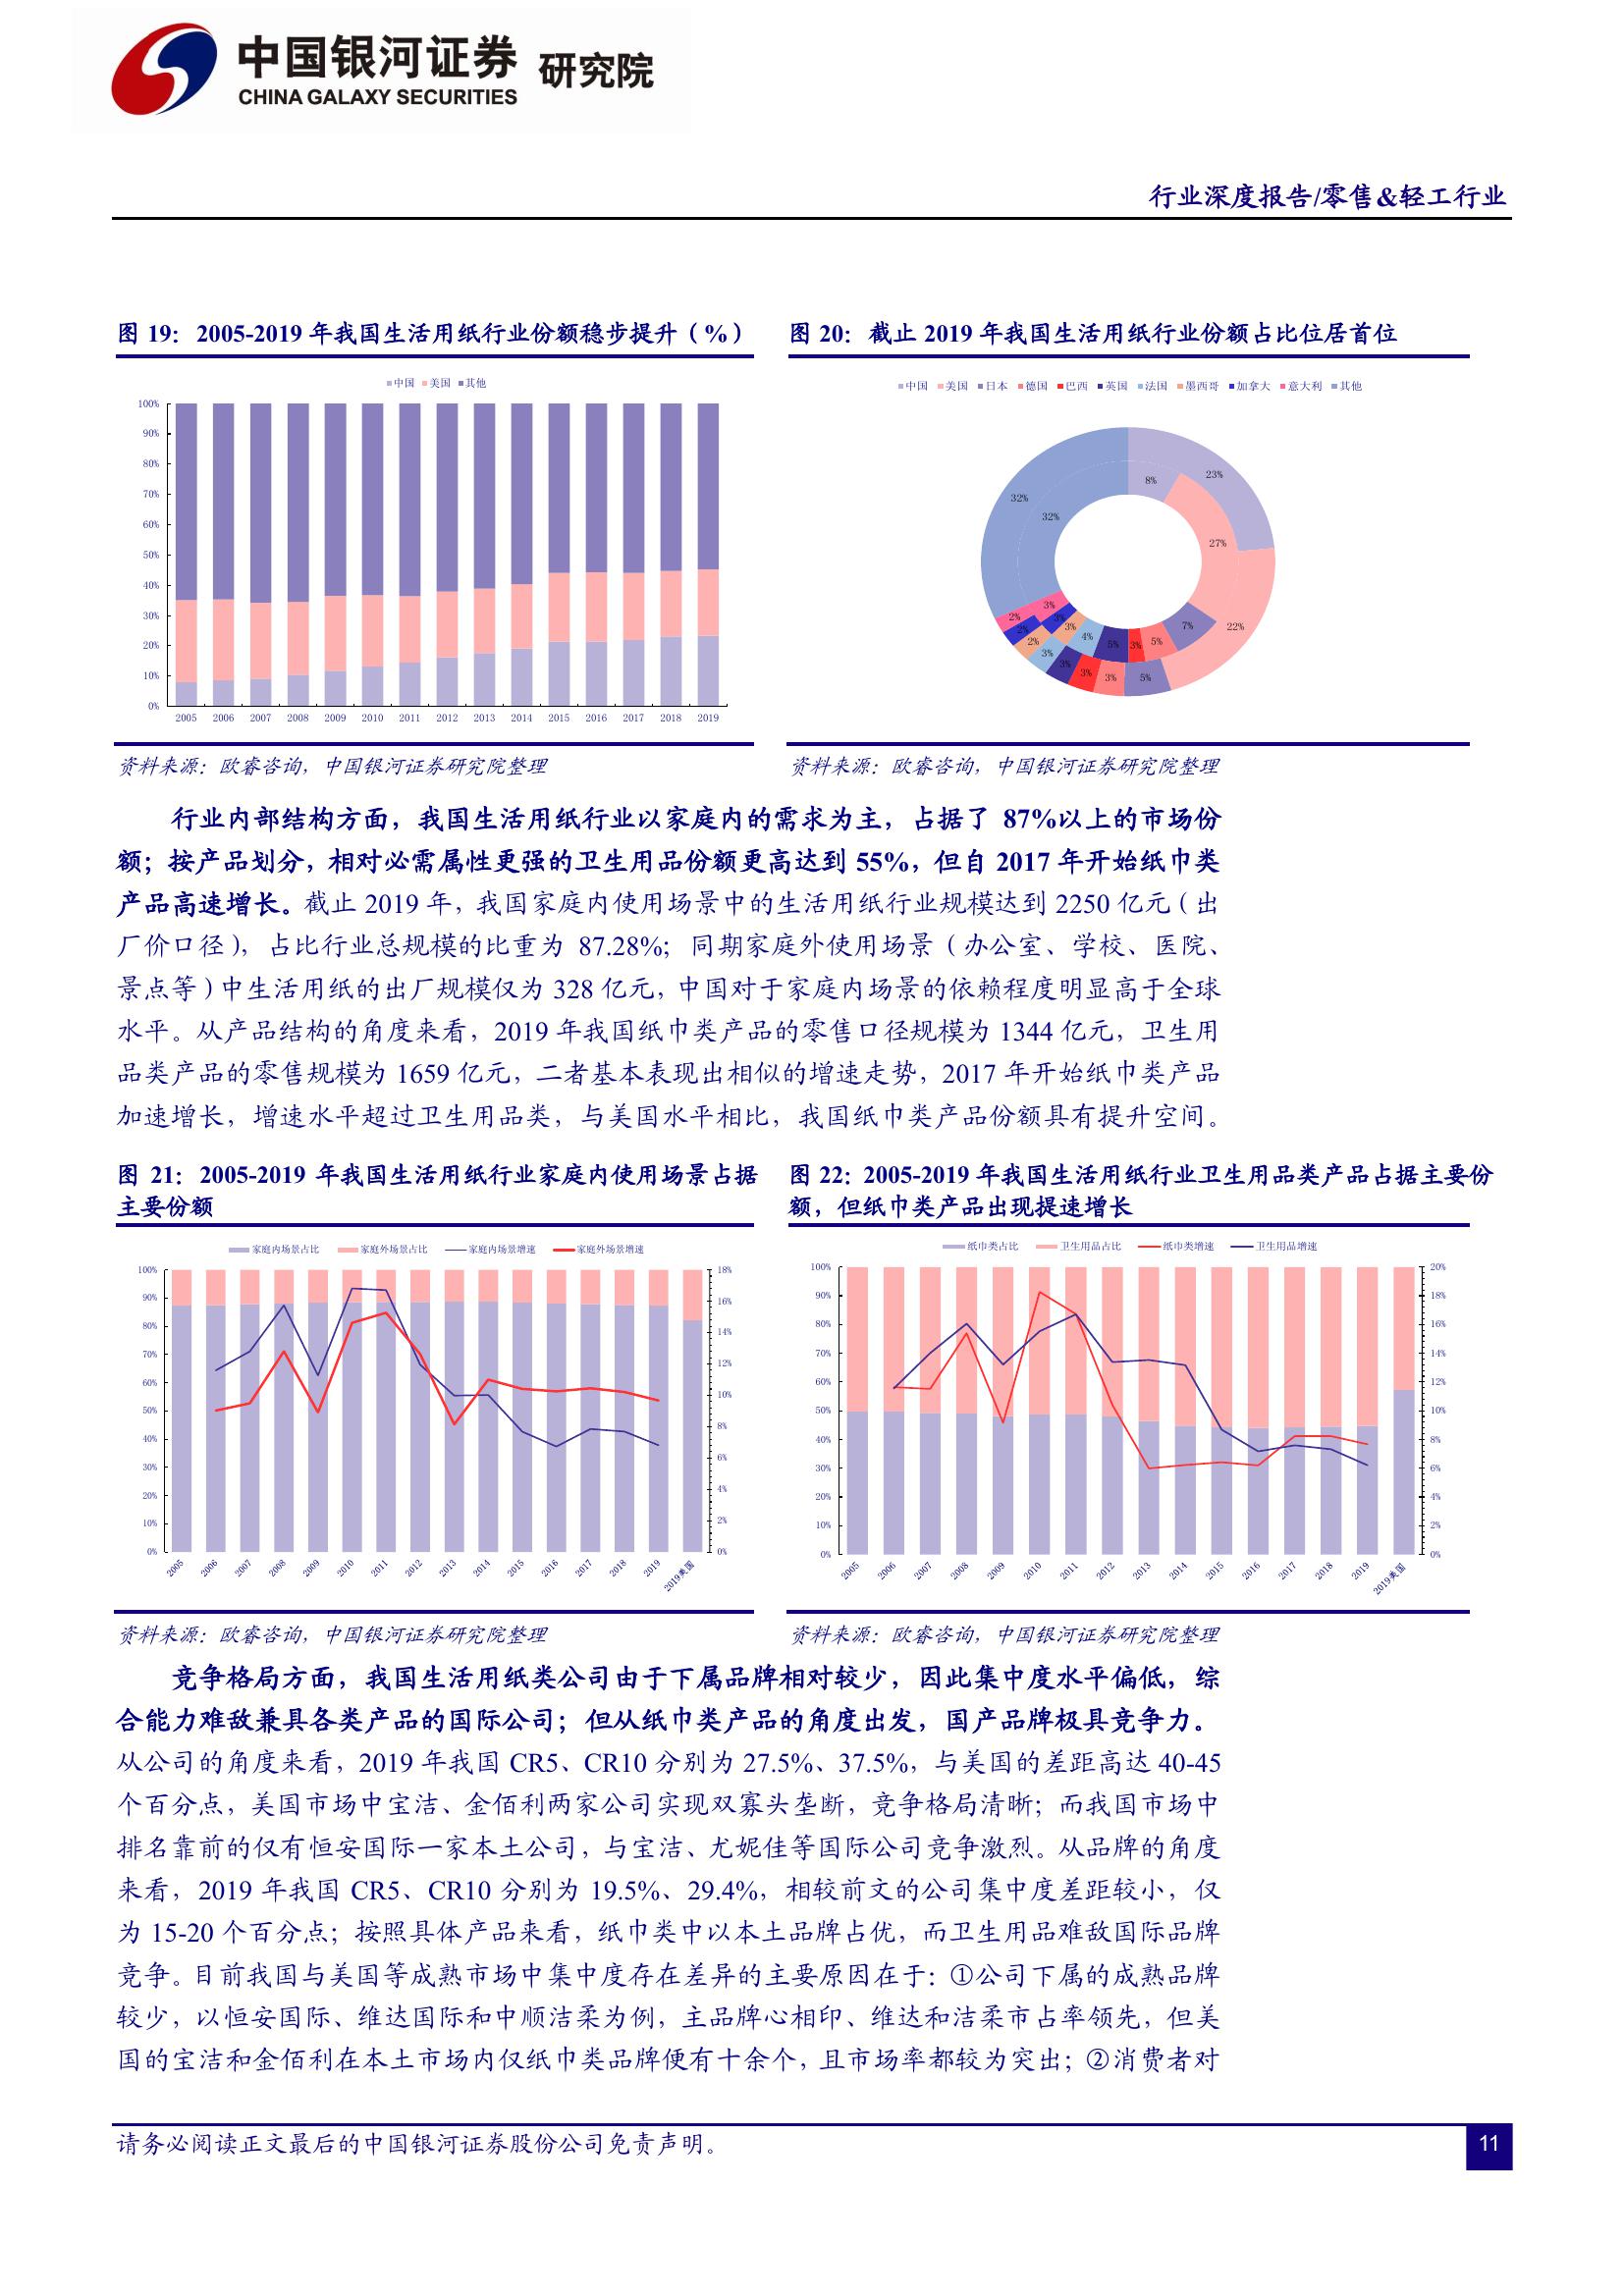 中国银河证券 研究院
CHINA GALAXY SECURITIES
行业深度报告/零售&轻工行业
图 19：2005-2019 年我国生活用纸行业份额稳步提升（%）
中国 美国 其他
100%
90%
80%
70%
60%
50%
40%
30%
20%
10%
0%
2005 2006 2007 2008 2009 2010 2011 2012 2013 2014 2015 2016 2017 2018 2019
资料来源：欧睿咨询，中国银河证券研究院整理
图 20：截止 2019 年我国生活用纸行业份额占比位居首位
中国 美国 日本 德国 巴西 英国 法国 墨西哥 加拿大 意大利 其他
23%
8%
32%
32%
27%
22%
7%
5%
3%
5%
5%
3%
3%
3%
4%
3%
3%
2%
3%
2%
3%
2%
资料来源：欧睿咨询，中国银河证券研究院整理
行业内部结构方面，我国生活用纸行业以家庭内的需求为主，占据了 87%以上的市场份
额；按产品划分，相对必需属性更强的卫生用品份额更高达到 55%，但自 2017 年开始纸巾类
产品高速增长。截止 2019 年，我国家庭内使用场景中的生活用纸行业规模达到 2250 亿元（出
厂价口径），占比行业总规模的比重为 87.28%；同期家庭外使用场景（办公室、学校、医院、
景点等）中生活用纸的出厂规模仅为 328 亿元，中国对于家庭内场景的依赖程度明显高于全球
水平。从产品结构的角度来看，2019 年我国纸巾类产品的零售口径规模为 1344 亿元，卫生用
品类产品的零售规模为 1659 亿元，二者基本表现出相似的增速走势，2017 年开始纸巾类产品
加速增长，增速水平超过卫生用品类，与美国水平相比，我国纸巾类产品份额具有提升空间。
图 21：2005-2019 年我国生活用纸行业家庭内使用场景占据
主要份额
家庭内场景占比 家庭外场景占比 家庭内场景增速 家庭外场景增速
100%
90%
80%
70%
60%
50%
40%
30%
20%
10%
0%
18%
16%
14%
12%
10%
8%
6%
4%
2%
0%
2005 2006 2007 2008 2009 2010 2011 2012 2013 2014 2015 2016 2017 2018 2019 2019美国
资料来源：欧睿咨询，中国银河证券研究院整理
图 22：2005-2019 年我国生活用纸行业卫生用品类产品占据主要份
额，但纸巾类产品出现提速增长
纸巾类占比 卫生用品占比 纸巾类增速 卫生用品增速
100%
90%
80%
70%
60%
50%
40%
30%
20%
10%
0%
20%
18%
16%
14%
12%
10%
8%
6%
4%
2%
0%
2005 2006 2007 2008 2009 2010 2011 2012 2013 2014 2015 2016 2017 2018 2019 2019美国
资料来源：欧睿咨询，中国银河证券研究院整理
竞争格局方面，我国生活用纸类公司由于下属品牌相对较少，因此集中度水平偏低，综
合能力难敌兼具各类产品的国际公司；但从纸巾类产品的角度出发，国产品牌极具竞争力。
从公司的角度来看，2019 年我国 CR5、CR10 分别为 27.5%、37.5%，与美国的差距高达 40-45
个百分点，美国市场中宝洁、金佰利两家公司实现双寡头垄断，竞争格局清晰；而我国市场中
排名靠前的仅有恒安国际一家本土公司，与宝洁、尤妮佳等国际公司竞争激烈。从品牌的角度
来看，2019 年我国 CR5、CR10 分别为 19.5%、29.4%，相较前文的公司集中度差距较小，仅
为 15-20 个百分点；按照具体产品来看，纸巾类中以本土品牌占优，而卫生用品难敌国际品牌
竞争。目前我国与美国等成熟市场中集中度存在差异的主要原因在于：①公司下属的成熟品牌
较少，以恒安国际、维达国际和中顺洁柔为例，主品牌心相印、维达和洁柔市占率领先，但美
国的宝洁和金佰利在本土市场内仅纸巾类品牌便有十余个，且市场率都较为突出；②消费者对
请务必阅读正文最后的中国银河证券股份公司免责声明。
11